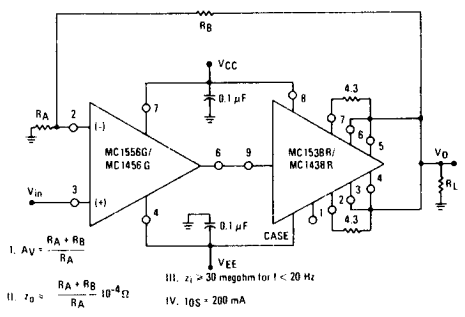 RB
VCC
8
4.3
7
0.1 µF
7
6
5
RA
2
(-)
MC1556G/
MC1456G
6
9
MC1538R/
MC1438R
VO
4
RL
Vin
3
(+)
3
2
1
4
0.1 µF
CASE
4.3
VEE
I. AV = RA + RB
RA
II. zo = RA + RB
RA
10-4 Ω
III. zi > 30 megohm for f < 20 Hz
IV. IOS = 200 mA